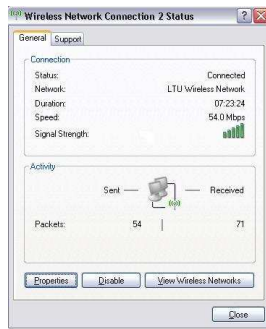 Wireless Network Connection 2 Status
General Support
Connection
Status: Connected
Network: LTU Wireless Network
Duration: 07:23:24
Speed: 54.0 Mbps
Signal Strength:
Activity
Sent — — Received
Packets: 54 | 71
Properties Disable View Wireless Networks
Close